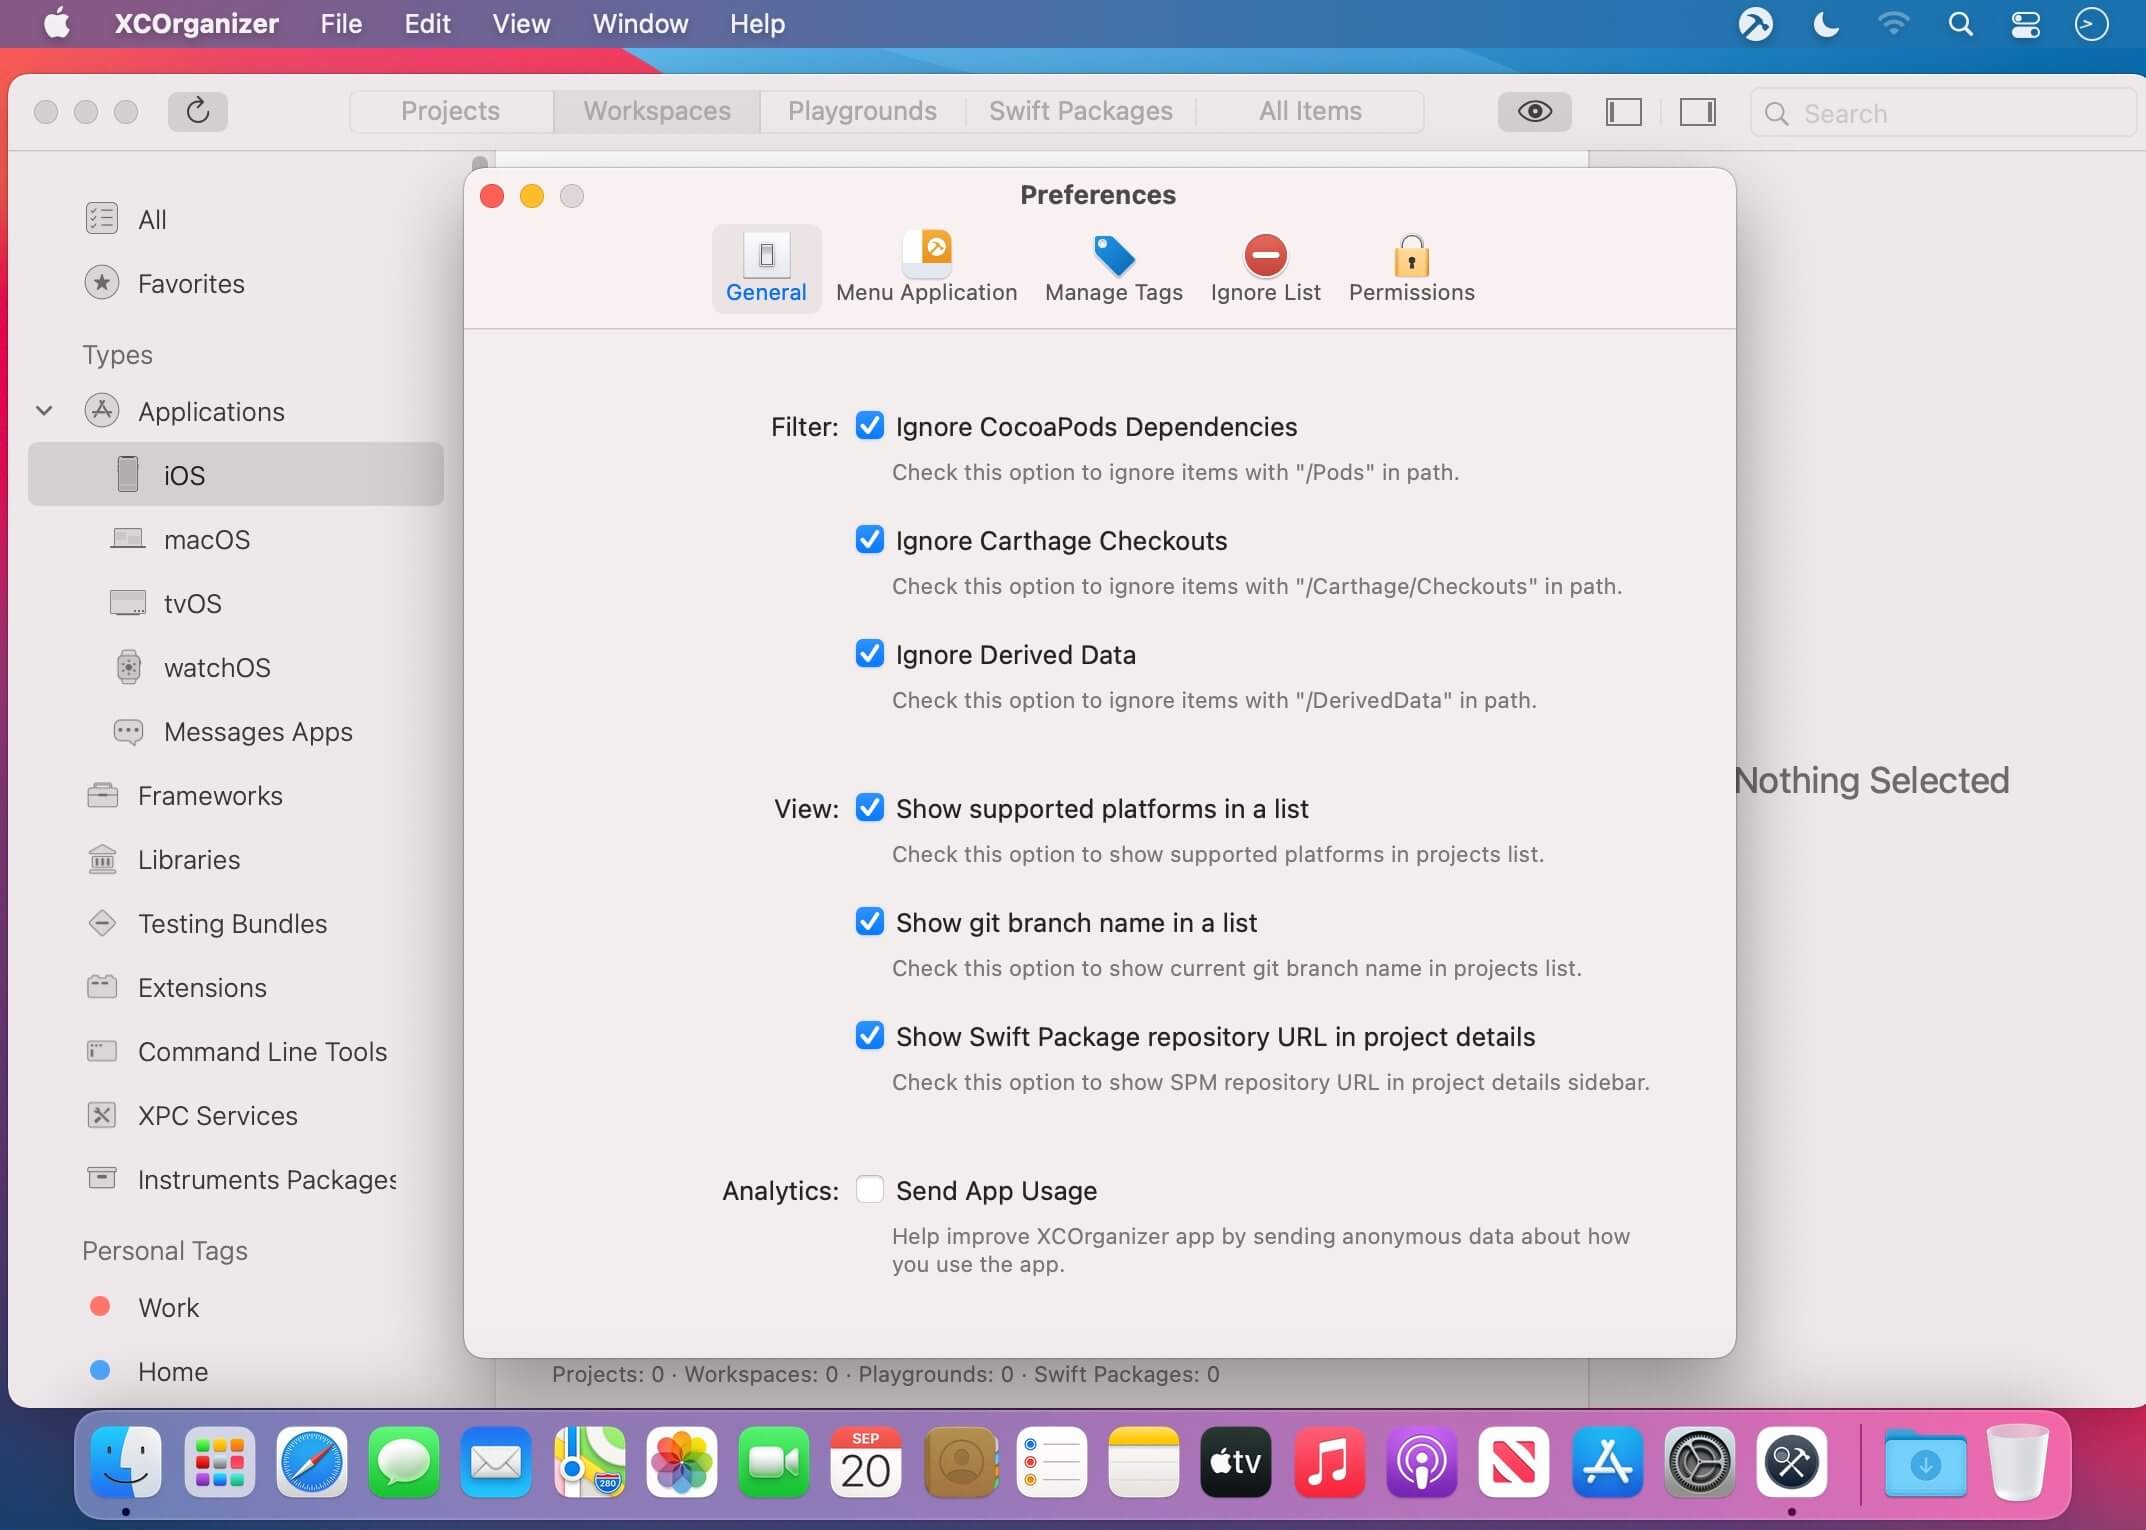 XCOrganizer File Edit View Window Help
Projects Workspaces Playgrounds Swift Packages All Items Search
All
Favorites
Types
Applications
iOS
macOS
tvOS
watchOS
Messages Apps
Frameworks
Libraries
Testing Bundles
Extensions
Command Line Tools
XPC Services
Instruments Packages
Personal Tags
Work
Home
Preferences
General Menu Application Manage Tags Ignore List Permissions
Filter: Ignore CocoaPods Dependencies
Check this option to ignore items with "/Pods" in path.
Ignore Carthage Checkouts
Check this option to ignore items with "/Carthage/Checkouts" in path.
Ignore Derived Data
Check this option to ignore items with "/DerivedData" in path.
View: Show supported platforms in a list
Check this option to show supported platforms in projects list.
Show git branch name in a list
Check this option to show current git branch name in projects list.
Show Swift Package repository URL in project details
Check this option to show SPM repository URL in project details sidebar.
Analytics: Send App Usage
Help improve XCOrganizer app by sending anonymous data about how
you use the app.
Nothing Selected
Projects: 0 · Workspaces: 0 · Playgrounds: 0 · Swift Packages: 0
280
SEP
20
tv